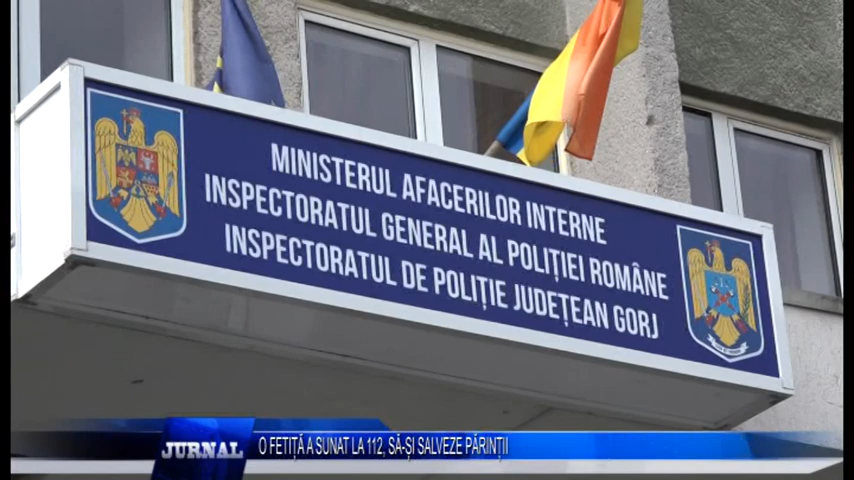 MINISTERUL AFACERILOR INTERNE
INSPECTORATUL GENERAL AL POLIȚIEI ROMÂNE
INSPECTORATUL DE POLIȚIE JUDEȚEAN GORJ
JURNAL
O FETIȚĂ A SUNAT LA 112, SĂ-ȘI SALVEZE PĂRINȚII